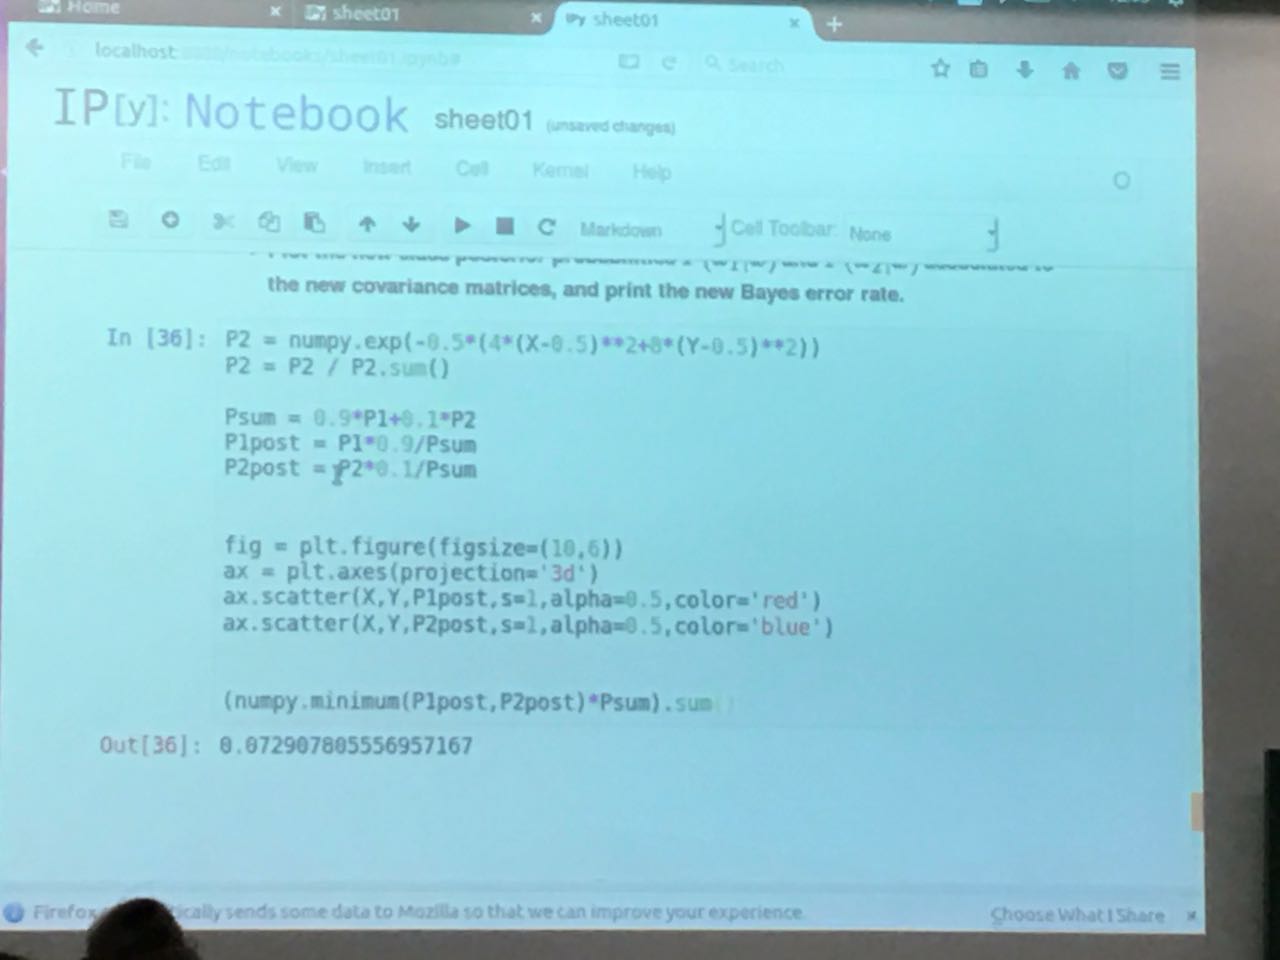 Home
sheet01
IPy sheet01
localhost:8888/notebooks/sheet01.ipynb#
Search
IP[y]: Notebook sheet01 (unsaved changes)
File Edit View Insert Cell Kernel Help
Markdown Cell Toolbar: None
the new covariance matrices, and print the new Bayes error rate.
In [36]: P2 = numpy.exp(-0.5*(4*(X-0.5)**2+8*(Y-0.5)**2))
P2 = P2 / P2.sum()
Psum = 0.9*P1+0.1*P2
P1post = P1*0.9/Psum
P2post = P2*0.1/Psum
fig = plt.figure(figsize=(10,6))
ax = plt.axes(projection='3d')
ax.scatter(X,Y,P1post,s=1,alpha=0.5,color='red')
ax.scatter(X,Y,P2post,s=1,alpha=0.5,color='blue')
(numpy.minimum(P1post,P2post)*Psum).sum()
Out[36]: 0.072907805556957167
Firefox sends some data to Mozilla so that we can improve your experience. Choose What I Share